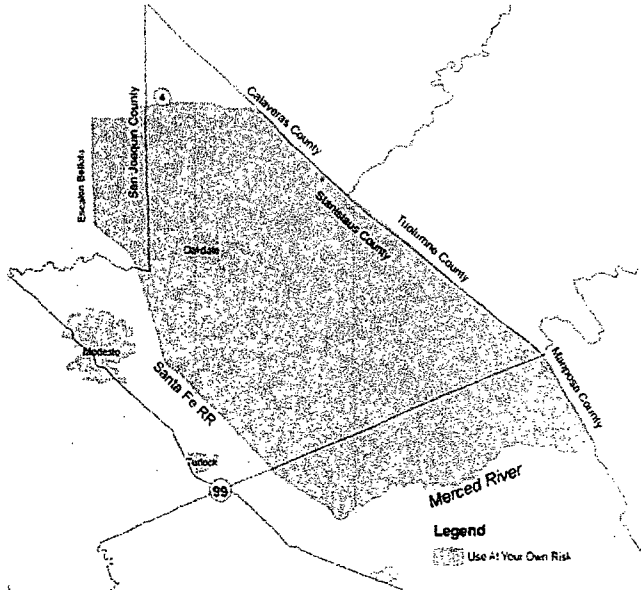 4
Calaveras County
San Joaquin County
Escalon Bellota
Stanislaus County
Tuolumne County
Oakdale
Modesto
Santa Fe RR
Mariposa County
Turlock
99
Merced River
Legend
Use At Your Own Risk